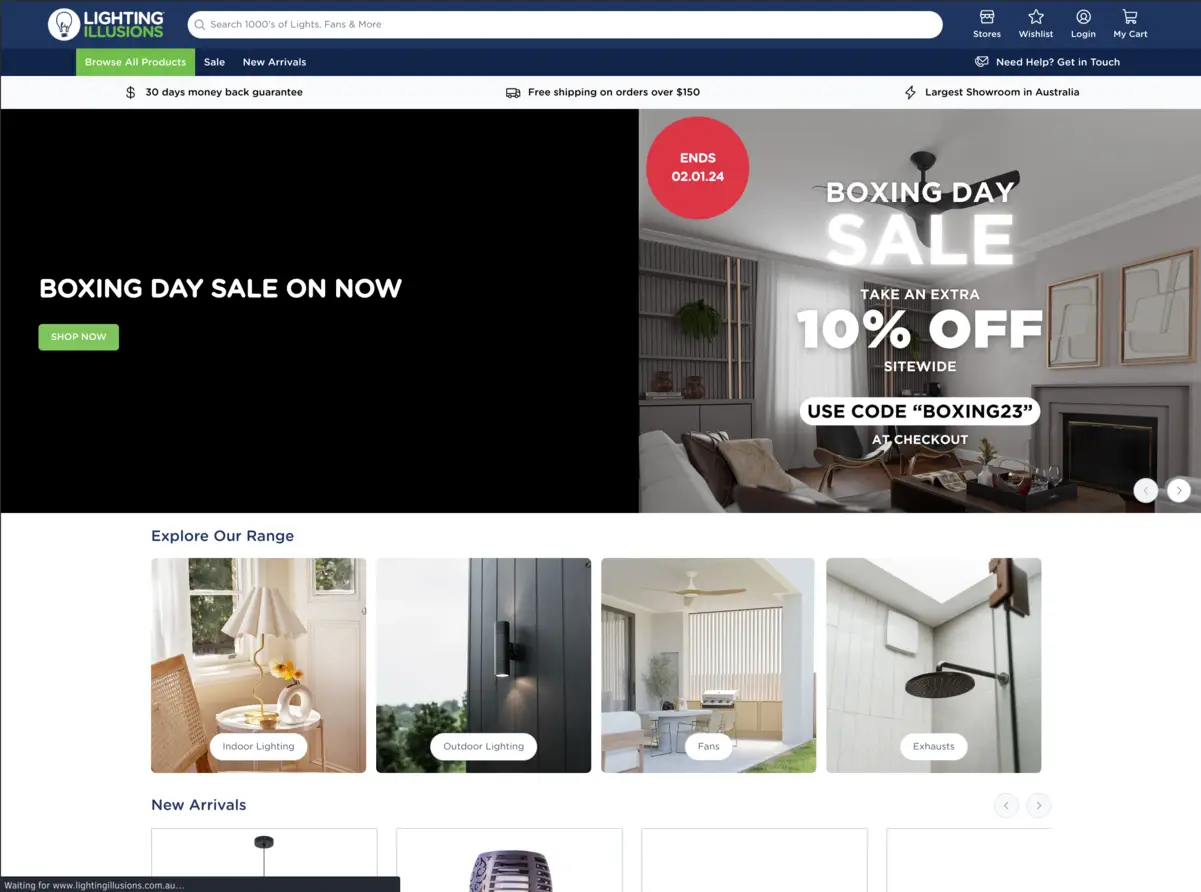 LIGHTING
ILLUSIONS
Search 1000's of Lights, Fans & More
Stores
Wishlist
Login
My Cart
Browse All Products
Sale
New Arrivals
Need Help? Get in Touch
30 days money back guarantee
Free shipping on orders over $150
Largest Showroom in Australia
BOXING DAY SALE ON NOW
SHOP NOW
ENDS
02.01.24
BOXING DAY
SALE
TAKE AN EXTRA
10% OFF
SITEWIDE
USE CODE “BOXING23”
AT CHECKOUT
Explore Our Range
Indoor Lighting
Outdoor Lighting
Fans
Exhausts
New Arrivals
Waiting for www.lightingillusions.com.au...